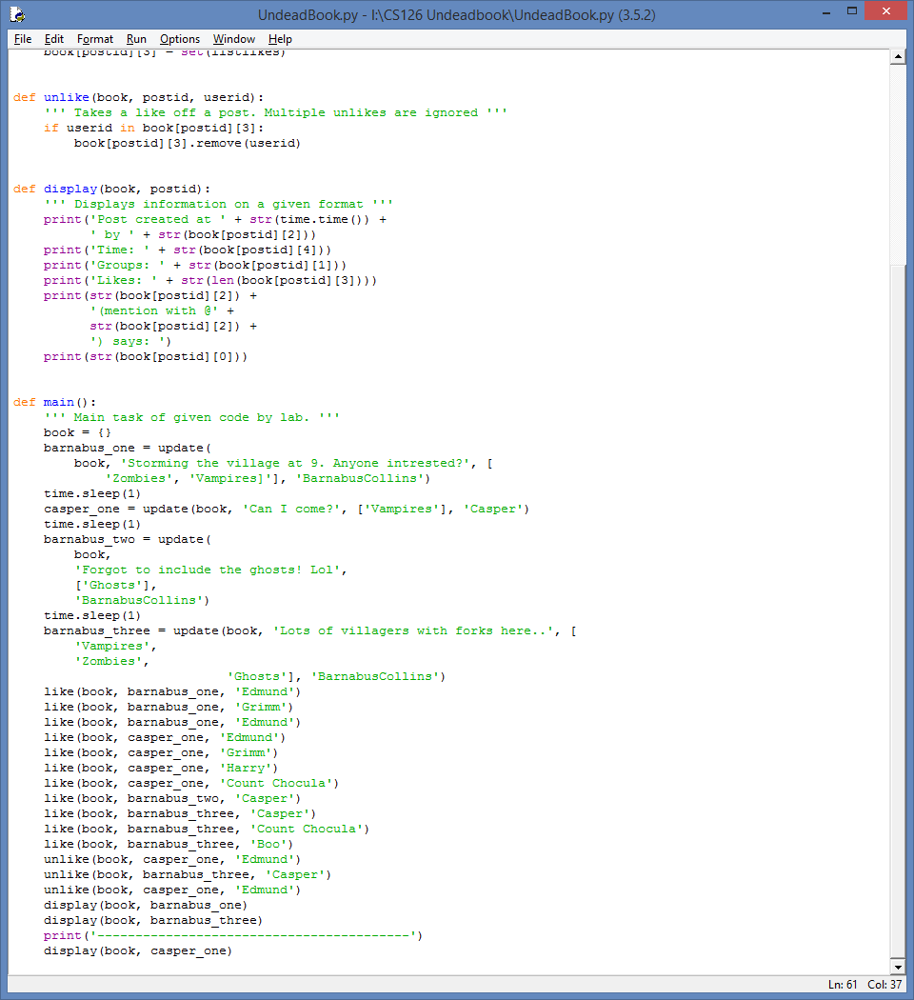 UndeadBook.py - I:\CS126 Undeadbook\UndeadBook.py (3.5.2)
File Edit Format Run Options Window Help
    book[postid][3] = set(listlikes)


def unlike(book, postid, userid):
    ''' Takes a like off a post. Multiple unlikes are ignored '''
    if userid in book[postid][3]:
        book[postid][3].remove(userid)


def display(book, postid):
    ''' Displays information on a given format '''
    print('Post created at ' + str(time.time()) +
          ' by ' + str(book[postid][2]))
    print('Time: ' + str(book[postid][4]))
    print('Groups: ' + str(book[postid][1]))
    print('Likes: ' + str(len(book[postid][3])))
    print(str(book[postid][2]) +
          '(mention with @' +
          str(book[postid][2]) +
          ') says: ')
    print(str(book[postid][0]))


def main():
    ''' Main task of given code by lab. '''
    book = {}
    barnabus_one = update(
        book, 'Storming the village at 9. Anyone intrested?', [
            'Zombies', 'Vampires]'], 'BarnabusCollins')
    time.sleep(1)
    casper_one = update(book, 'Can I come?', ['Vampires'], 'Casper')
    time.sleep(1)
    barnabus_two = update(
        book,
        'Forgot to include the ghosts! Lol',
        ['Ghosts'],
        'BarnabusCollins')
    time.sleep(1)
    barnabus_three = update(book, 'Lots of villagers with forks here..', [
        'Vampires',
        'Zombies',
                            'Ghosts'], 'BarnabusCollins')
    like(book, barnabus_one, 'Edmund')
    like(book, barnabus_one, 'Grimm')
    like(book, barnabus_one, 'Edmund')
    like(book, casper_one, 'Edmund')
    like(book, casper_one, 'Grimm')
    like(book, casper_one, 'Harry')
    like(book, casper_one, 'Count Chocula')
    like(book, barnabus_two, 'Casper')
    like(book, barnabus_three, 'Casper')
    like(book, barnabus_three, 'Count Chocula')
    like(book, barnabus_three, 'Boo')
    unlike(book, casper_one, 'Edmund')
    unlike(book, barnabus_three, 'Casper')
    unlike(book, casper_one, 'Edmund')
    display(book, barnabus_one)
    display(book, barnabus_three)
    print('-----------------------------------------')
    display(book, casper_one)
Ln: 61 Col: 37